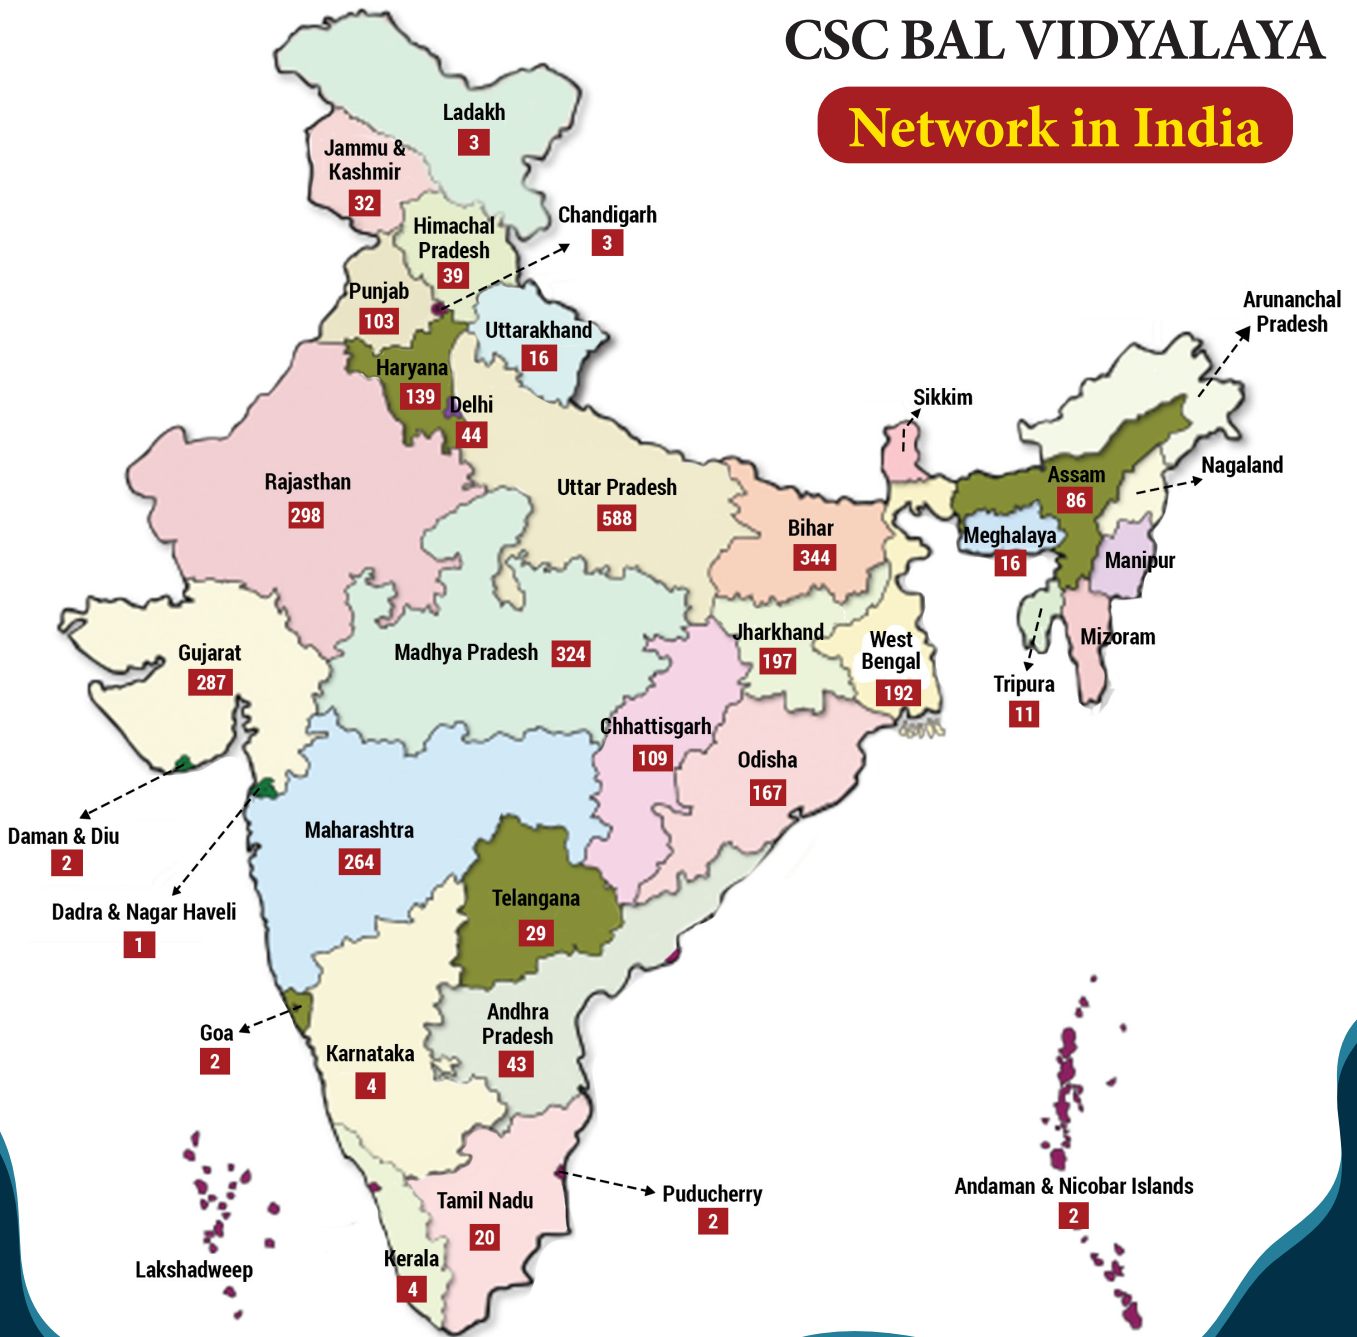 CSC BAL VIDYALAYA
Network in India
Ladakh
3
Jammu &
Kashmir
32
Chandigarh
3
Himachal
Pradesh
39
Punjab
103
Uttarakhand
16
Haryana
139
Delhi
44
Arunanchal
Pradesh
Sikkim
Nagaland
Assam
86
Rajasthan
298
Uttar Pradesh
588
Bihar
344
Meghalaya
16
Manipur
Mizoram
Tripura
11
Gujarat
287
Madhya Pradesh 324
Jharkhand
197
West
Bengal
192
Chhattisgarh
109
Odisha
167
Daman & Diu
2
Maharashtra
264
Dadra & Nagar Haveli
1
Telangana
29
Goa
2
Andhra
Pradesh
43
Karnataka
4
Puducherry
2
Tamil Nadu
20
Andaman & Nicobar Islands
2
Lakshadweep
Kerala
4